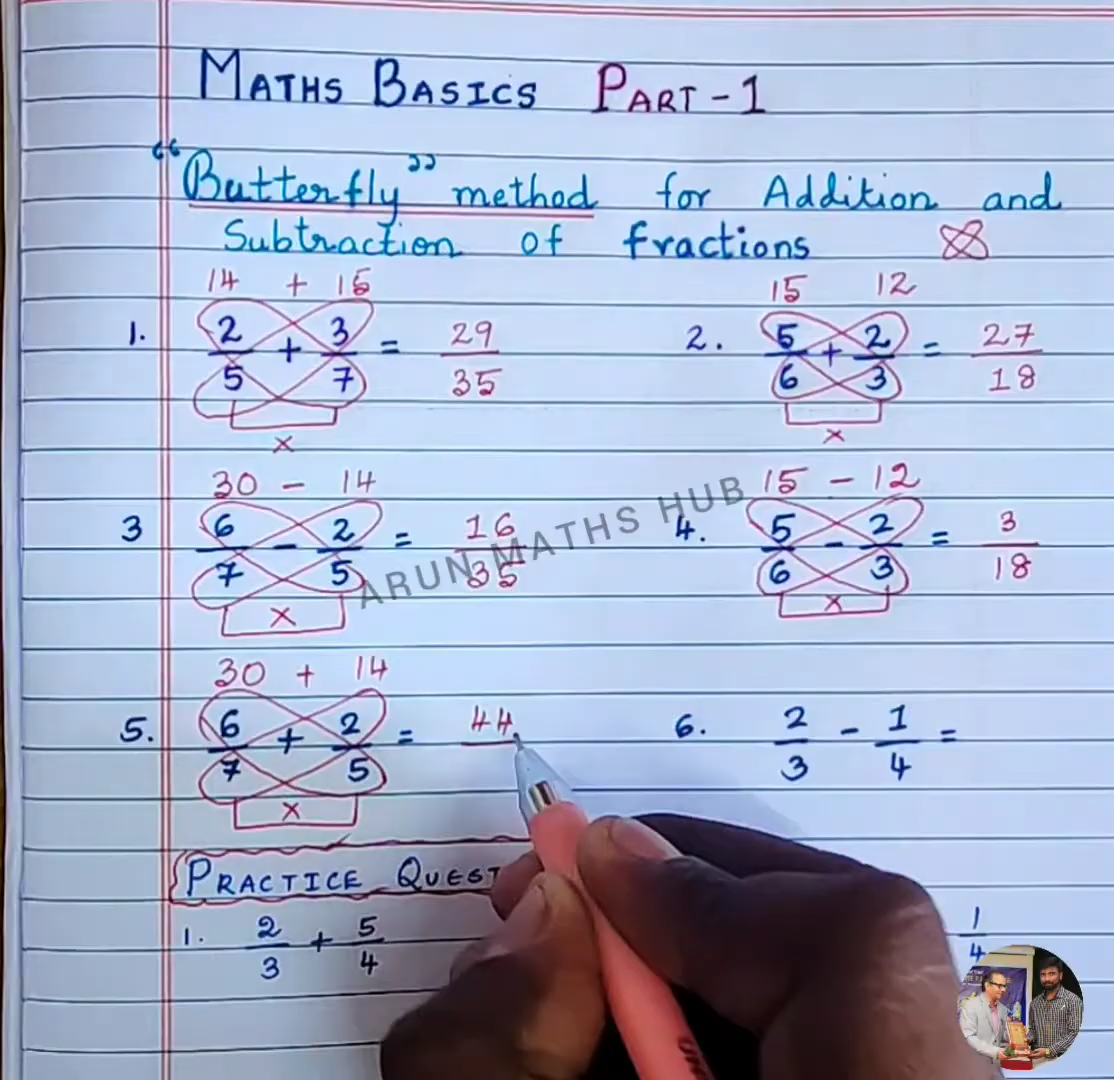 MATHS BASICS PART - 1
"Butterfly" method for Addition and
Subtraction of fractions
14 + 15
1. 2/5 + 3/7 = 29/35
x
15 12
2. 5/6 + 2/3 = 27/18
x
30 - 14
3 6/7 - 2/5 = 16/35
x
15 - 12
4. 5/6 - 2/3 = 3/18
x
30 + 14
5. 6/7 + 2/5 = 44
x
6. 2/3 - 1/4 =
ARUN MATHS HUB
PRACTICE QUEST
1. 2/3 + 5/4
1/4